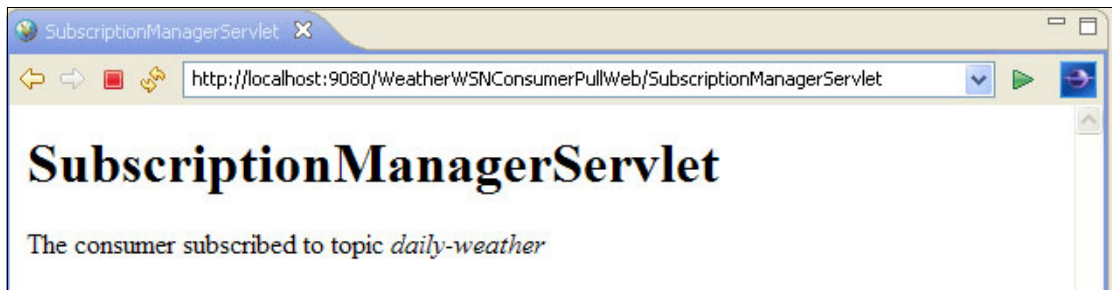 SubscriptionManagerServlet
http://localhost:9080/WeatherWSNConsumerPullWeb/SubscriptionManagerServlet
SubscriptionManagerServlet
The consumer subscribed to topic daily-weather